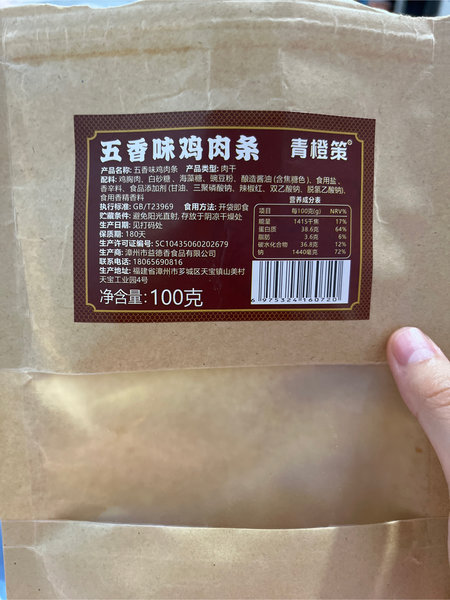 五香味鸡肉条
青橙策®
产品名称: 五香味鸡肉条 产品类型: 肉干
配料: 鸡胸肉、白砂糖、海藻糖、豌豆粉、酿造酱油(含焦糖色)、食用盐、
香辛料、食品添加剂(甘油、三聚磷酸钠、辣椒红、双乙酸钠、脱氢乙酸钠)、
食用香精香料
执行标准: GB/T23969 食用方法: 开袋即食
贮藏条件: 避免阳光直射, 存放于阴凉干燥处
生产日期: 见打码处
保质期: 180天
生产许可证编号: SC10435060202679
生产商: 漳州市益德香食品有限公司
联系电话: 18065690816
生产地址: 福建省漳州市芗城区天宝镇山美村
天宝工业园4号
净含量: 100克
营养成分表
项目 每100克(g) NRV%
能量 1415千焦 17%
蛋白质 38.6克 64%
脂肪 3.6克 6%
碳水化合物 36.8克 12%
钠 1440毫克 72%
6 975324 160720